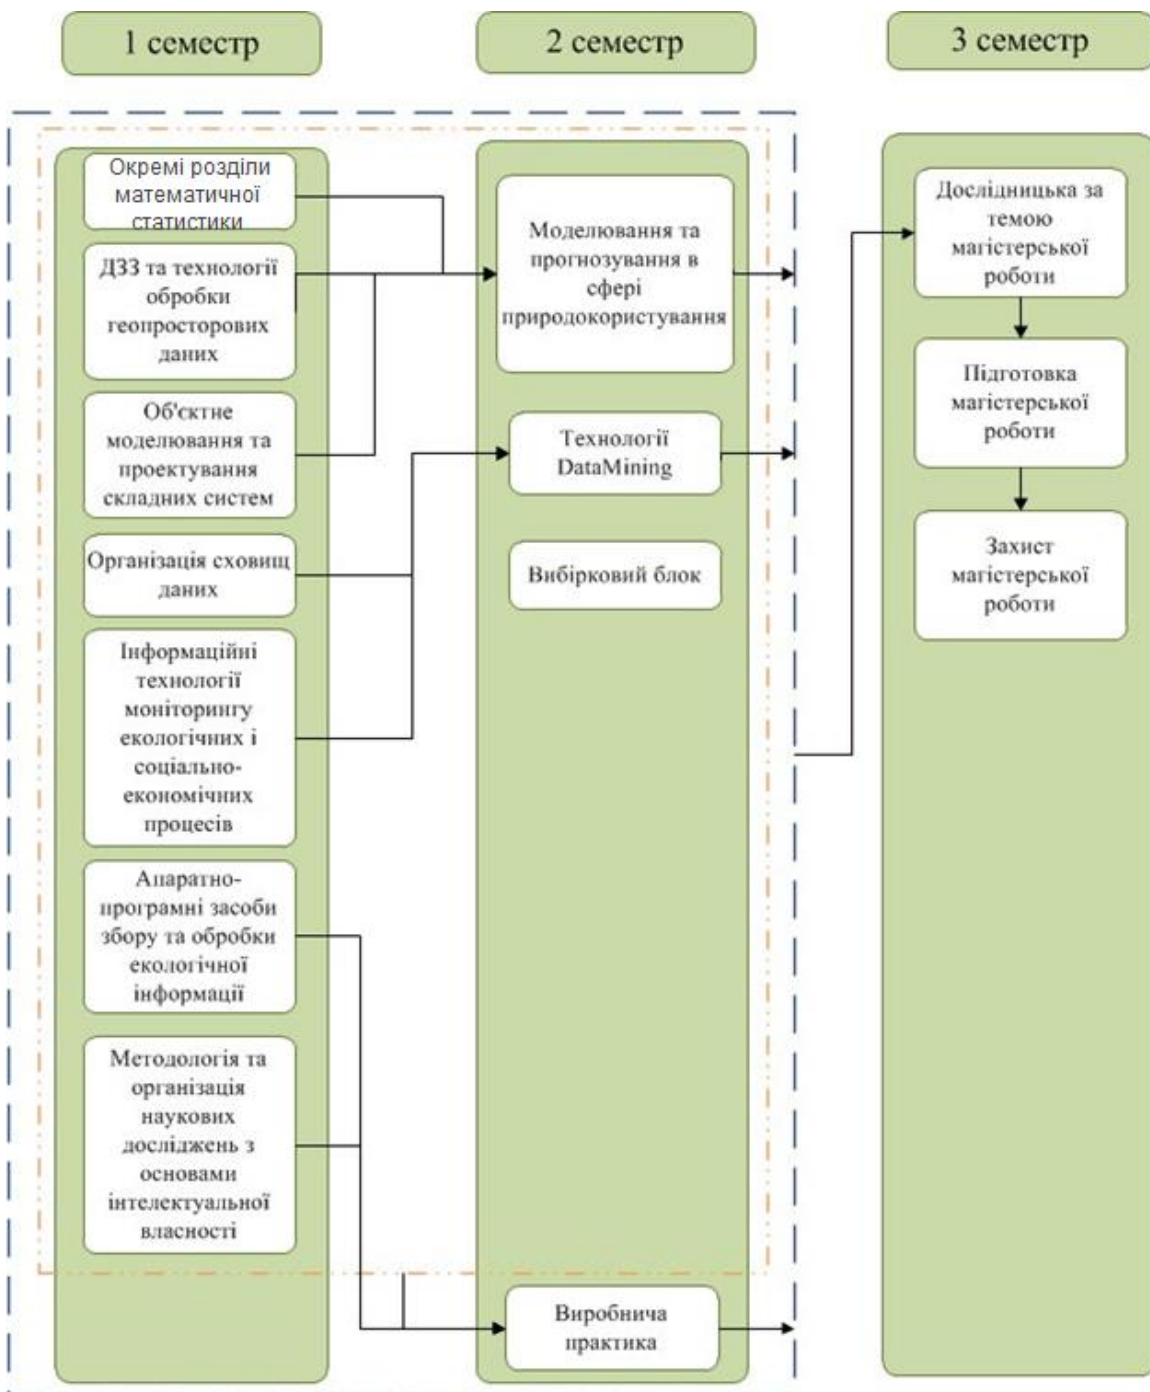 1 семестр
2 семестр
3 семестр
Окремі розділи
математичної
статистики
ДЗЗ та технології
обробки
геопросторових
даних
Об'єктне
моделювання та
проектування
складних систем
Організація сховищ
даних
Інформаційні
технології
моніторингу
екологічних і
соціально-
економічних
процесів
Апаратно-
програмні засоби
збору та обробки
екологічної
інформації
Методологія та
організація
наукових
досліджень з
основами
інтелектуальної
власності
Моделювання та
прогнозування в
сфері
природокористування
Технології
DataMining
Вибірковий блок
Виробнича
практика
Дослідницька за
темою
магістерської
роботи
Підготовка
магістерської
роботи
Захист
магістерської
роботи